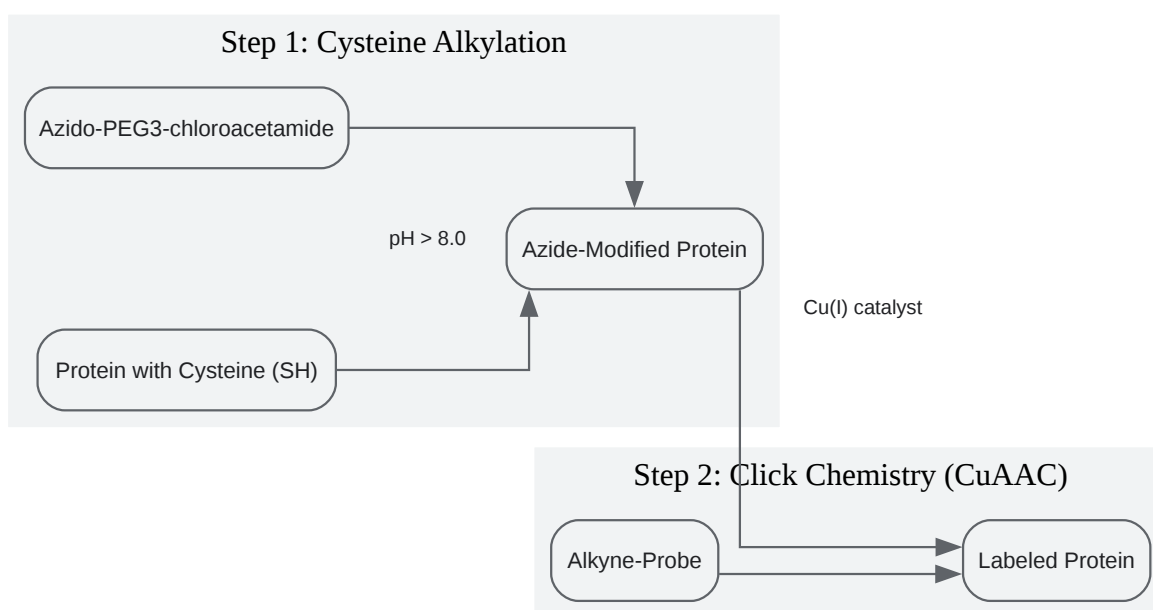 Step 1: Cysteine Alkylation
Azido-PEG3-chloroacetamide
pH > 8.0
Azide-Modified Protein
Cu(I) catalyst
Protein with Cysteine (SH)
Step 2: Click Chemistry (CuAAC)
Alkyne-Probe
Labeled Protein